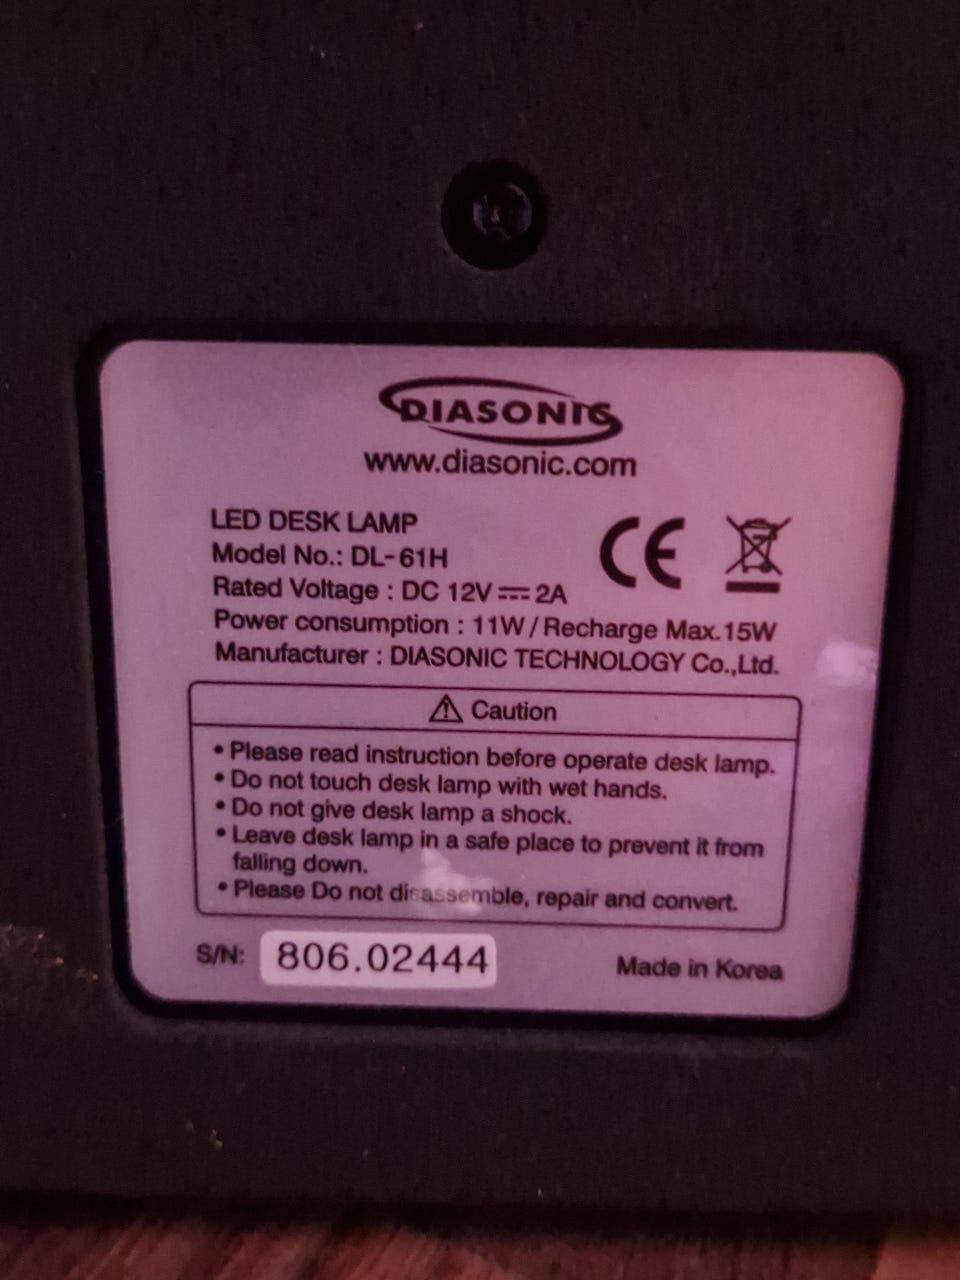 DIASONIC
www.diasonic.com
LED DESK LAMP
Model No.: DL-61H
Rated Voltage : DC 12V ⎓ 2A
Power consumption : 11W / Recharge Max.15W
Manufacturer : DIASONIC TECHNOLOGY Co.,Ltd.
CE
Caution
• Please read instruction before operate desk lamp.
• Do not touch desk lamp with wet hands.
• Do not give desk lamp a shock.
• Leave desk lamp in a safe place to prevent it from
falling down.
• Please Do not disassemble, repair and convert.
S/N: 806.02444
Made in Korea